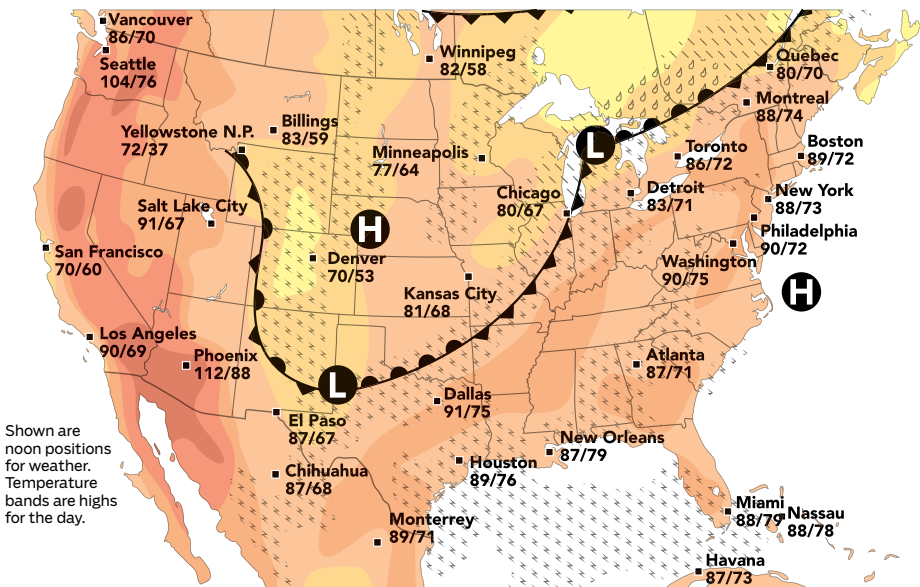 Vancouver
86/70
Seattle
104/76
Winnipeg
82/58
Quebec
80/70
Montreal
88/74
Billings
83/59
Yellowstone N.P.
72/37
Minneapolis
77/64
L
Toronto
86/72
Boston
89/72
Chicago
80/67
Detroit
83/71
New York
88/73
Salt Lake City
91/67
H
Philadelphia
90/72
San Francisco
70/60
Denver
70/53
Washington
90/75
H
Kansas City
81/68
Los Angeles
90/69
Phoenix
112/88
Atlanta
87/71
L
Dallas
91/75
El Paso
87/67
Shown are
noon positions
for weather.
Temperature
bands are highs
for the day.
New Orleans
87/79
Houston
89/76
Chihuahua
87/68
Monterrey
89/71
Miami
88/79
Nassau
88/78
Havana
87/73